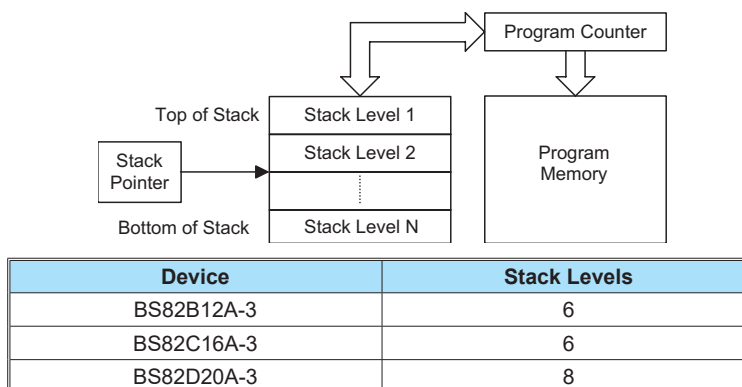 Program Counter
Top of Stack
Stack Level 1
Stack Level 2
Stack
Pointer
Program
Memory
Bottom of Stack
Stack Level N
Device Stack Levels
BS82B12A-3 6
BS82C16A-3 6
BS82D20A-3 8